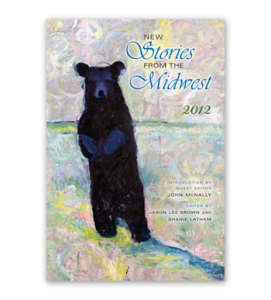 NEW
Stories
FROM THE
Midwest
2012
INTRODUCTION BY
GUEST EDITOR
JOHN MCNALLY
EDITED BY
JASON LEE BROWN AND
SHANIE LATHAM